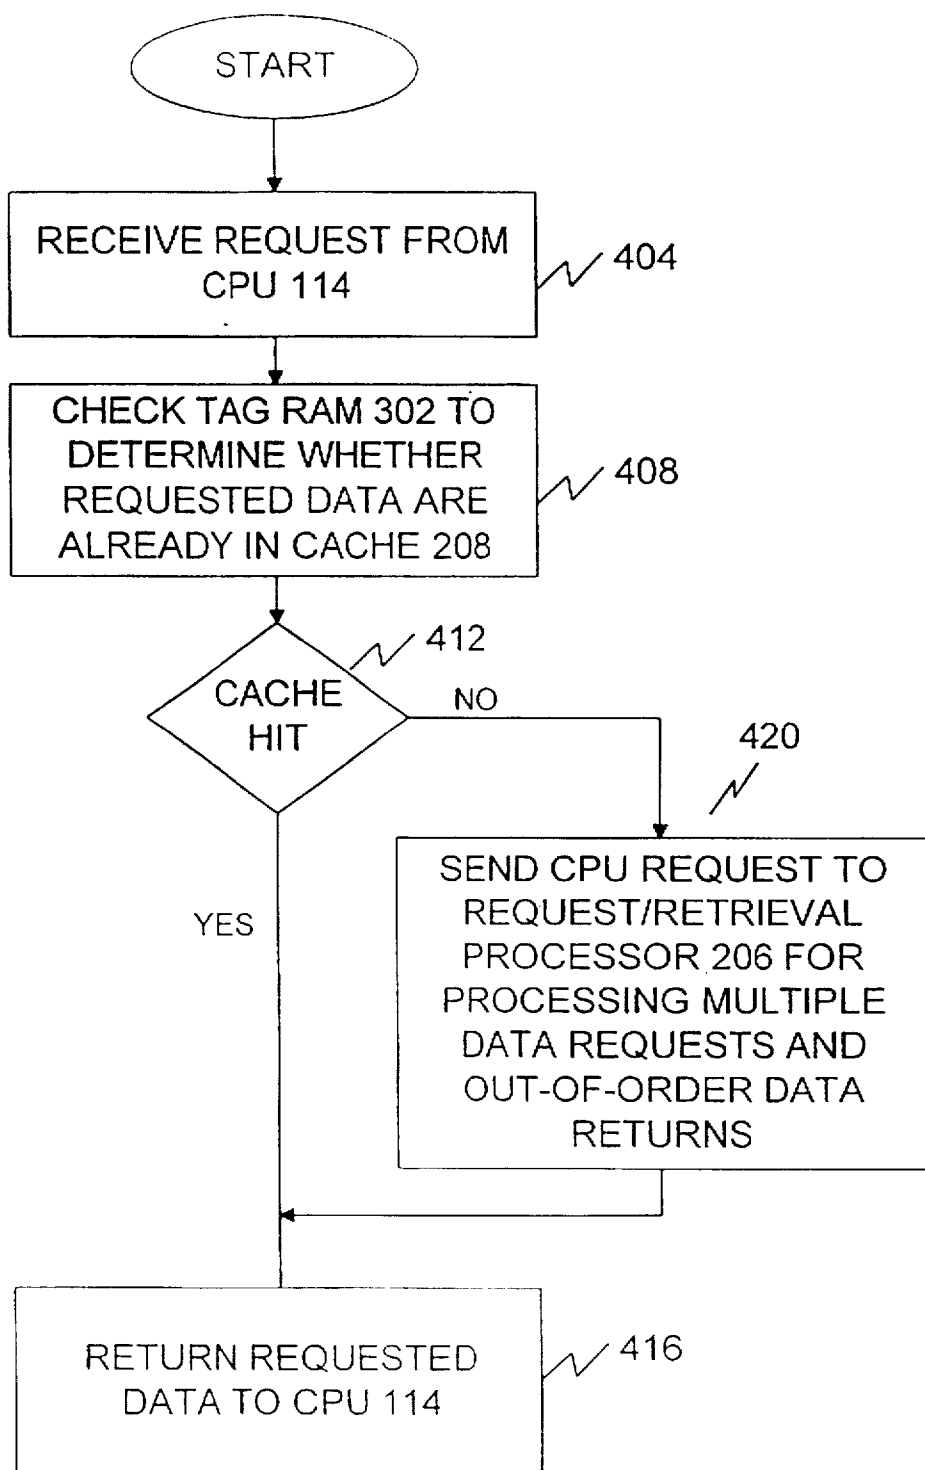 START
RECEIVE REQUEST FROM
CPU 114
404
CHECK TAG RAM 302 TO
DETERMINE WHETHER
REQUESTED DATA ARE
ALREADY IN CACHE 208
408
412
CACHE
HIT
NO
420
YES
SEND CPU REQUEST TO
REQUEST/RETRIEVAL
PROCESSOR 206 FOR
PROCESSING MULTIPLE
DATA REQUESTS AND
OUT-OF-ORDER DATA
RETURNS
RETURN REQUESTED
DATA TO CPU 114
416